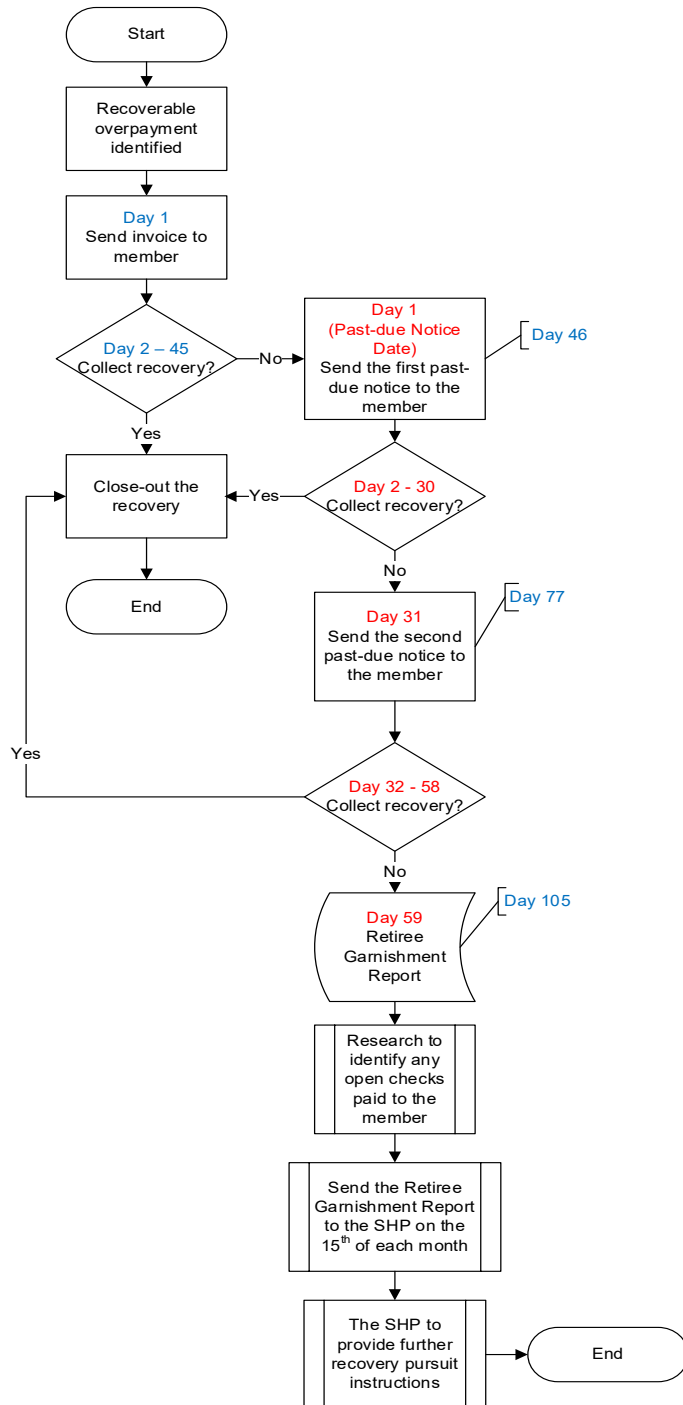 Start
Recoverable
overpayment
identified
Day 1
Send invoice to
member
Day 2 – 45
Collect recovery?
No
Day 1
(Past-due Notice
Date)
Send the first past-
due notice to the
member
Day 46
Yes
Close-out the
recovery
Yes
Day 2 - 30
Collect recovery?
End
No
Day 31
Send the second
past-due notice to
the member
Day 77
Yes
Day 32 - 58
Collect recovery?
No
Day 59
Retiree
Garnishment
Report
Day 105
Research to
identify any
open checks
paid to the
member
Send the Retiree
Garnishment Report
to the SHP on the
15th of each month
The SHP to
provide further
recovery pursuit
instructions
End